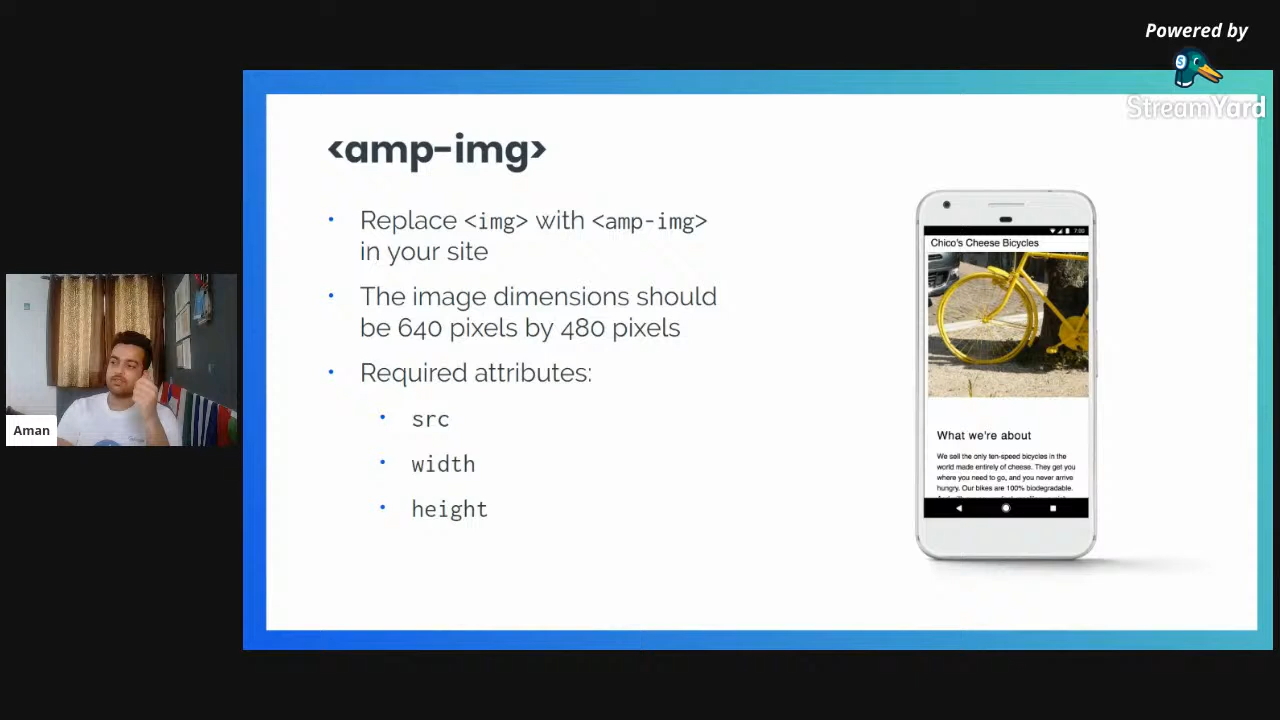 Powered by
StreamYard
<amp-img>
• Replace <img> with <amp-img>
in your site
• The image dimensions should
be 640 pixels by 480 pixels
• Required attributes:
• src
• width
• height
Aman
7:00
Chico's Cheese Bicycles
What we're about
We sell the only ten-speed bicycles in the
world made entirely of cheese. They get you
where you need to go, and you never arrive
hungry. Our bikes are 100% biodegradable.